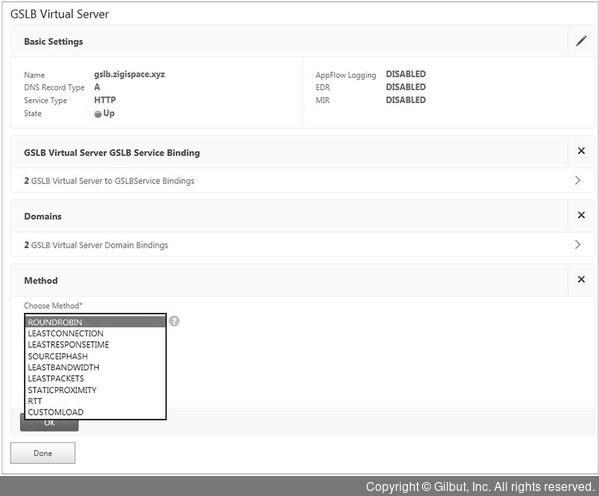 GSLB Virtual Server
Basic Settings
Name gslb.zigispace.xyz
DNS Record Type A
Service Type HTTP
State Up
AppFlow Logging DISABLED
EDR DISABLED
MIR DISABLED
GSLB Virtual Server GSLB Service Binding
2 GSLB Virtual Server to GSLBService Bindings
Domains
2 GSLB Virtual Server Domain Bindings
Method
Choose Method*
ROUNDROBIN
LEASTCONNECTION
LEASTRESPONSETIME
SOURCEIPHASH
LEASTBANDWIDTH
LEASTPACKETS
STATICPROXIMITY
RTT
CUSTOMLOAD
OK
Done
Copyright © Gilbut, Inc. All rights reserved.